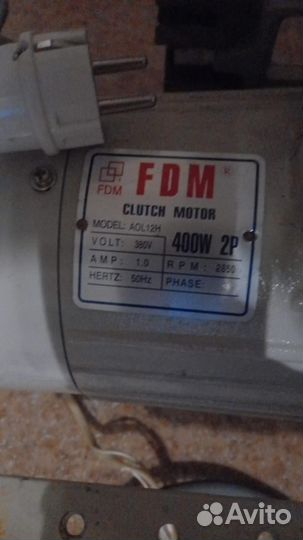 FDM ®
FDM
CLUTCH MOTOR
MODEL: AOL12H
400W 2P
VOLT: 380V
AMP: 1.0
RPM: 2850
HERTZ: 50Hz
PHASE:
Avito